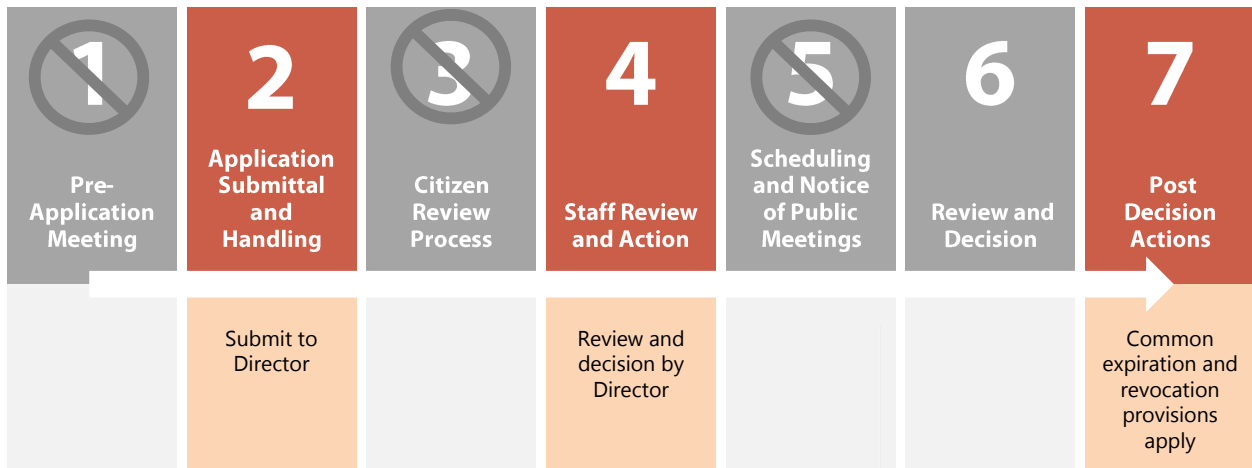 1
Pre-
Application
Meeting
2
Application
Submittal
and
Handling
Submit to
Director
3
Citizen
Review
Process
4
Staff Review
and Action
Review and
decision by
Director
5
Scheduling
and Notice
of Public
Meetings
6
Review and
Decision
7
Post
Decision
Actions
Common
expiration and
revocation
provisions
apply